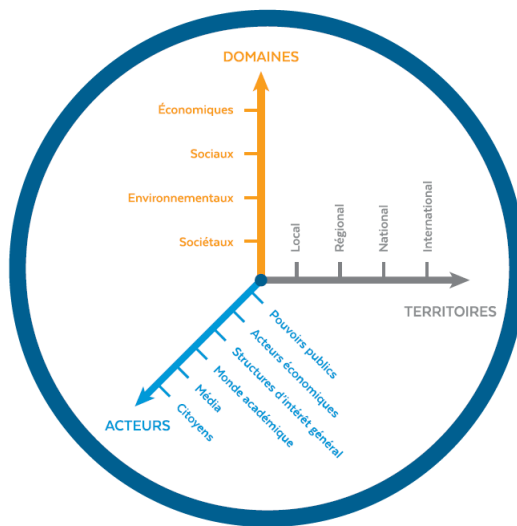 DOMAINES
Économiques
Sociaux
Environnementaux
Sociétaux
Local
Régional
National
International
TERRITOIRES
Pouvoirs publics
Acteurs économiques
Structures d'intérêt général
Monde académique
Média
Citoyens
ACTEURS